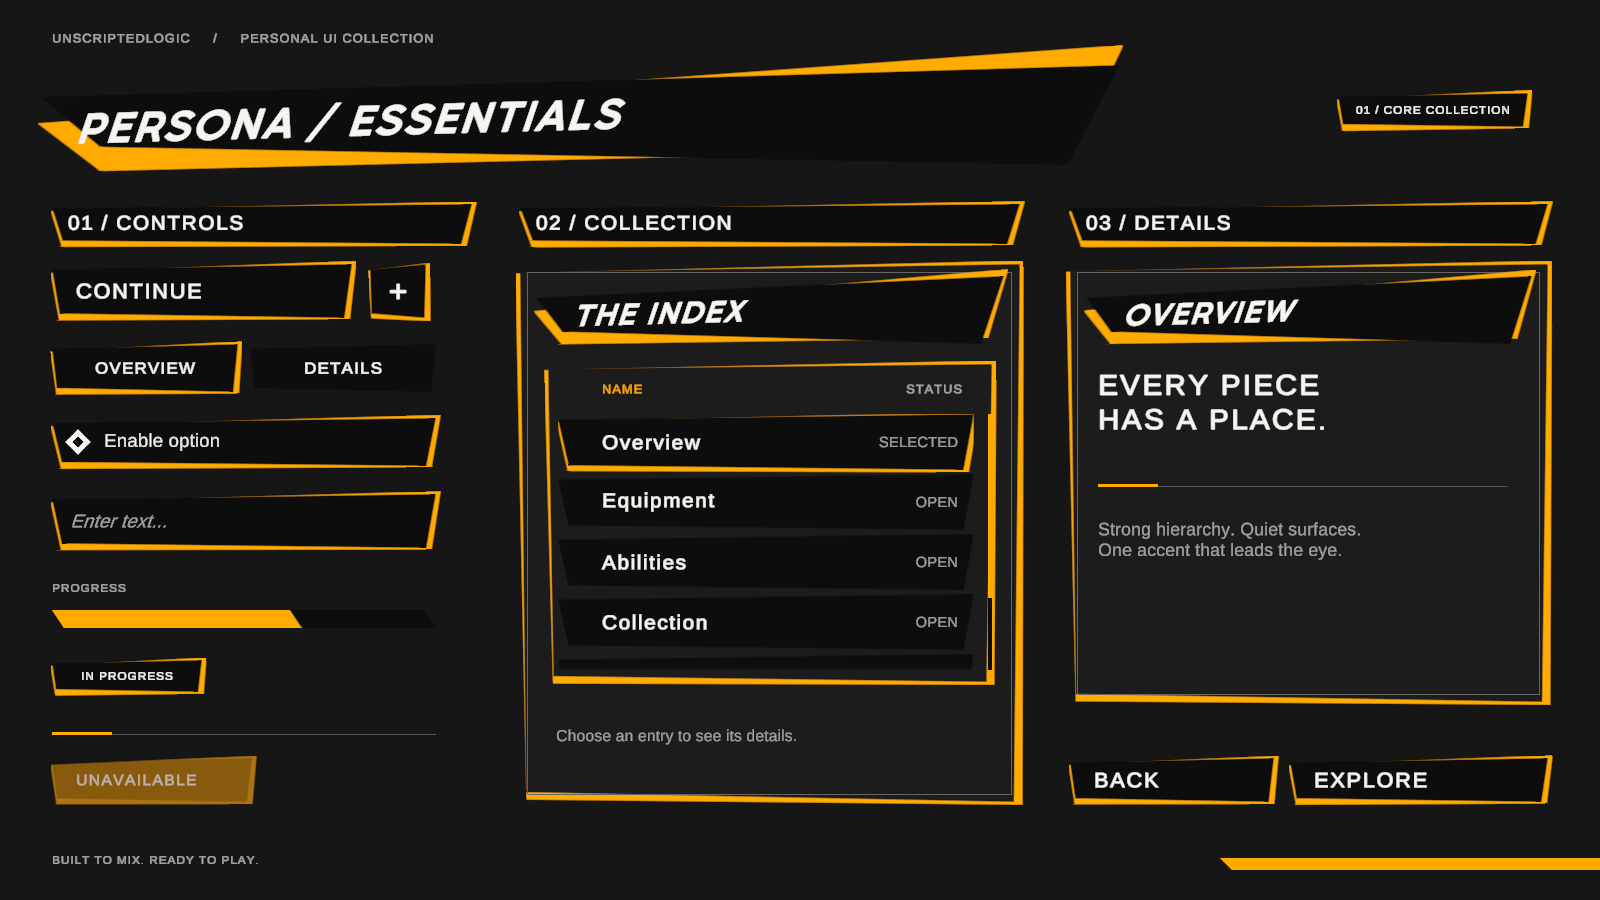 UNSCRIPTEDLOGIC / PERSONAL UI COLLECTION
PERSONA / ESSENTIALS
01 / CORE COLLECTION
01 / CONTROLS
CONTINUE
+
OVERVIEW
DETAILS
Enable option
Enter text...
PROGRESS
IN PROGRESS
UNAVAILABLE
02 / COLLECTION
THE INDEX
NAME STATUS
Overview SELECTED
Equipment OPEN
Abilities OPEN
Collection OPEN
Choose an entry to see its details.
03 / DETAILS
OVERVIEW
EVERY PIECE
HAS A PLACE.
Strong hierarchy. Quiet surfaces.
One accent that leads the eye.
BACK
EXPLORE
BUILT TO MIX. READY TO PLAY.